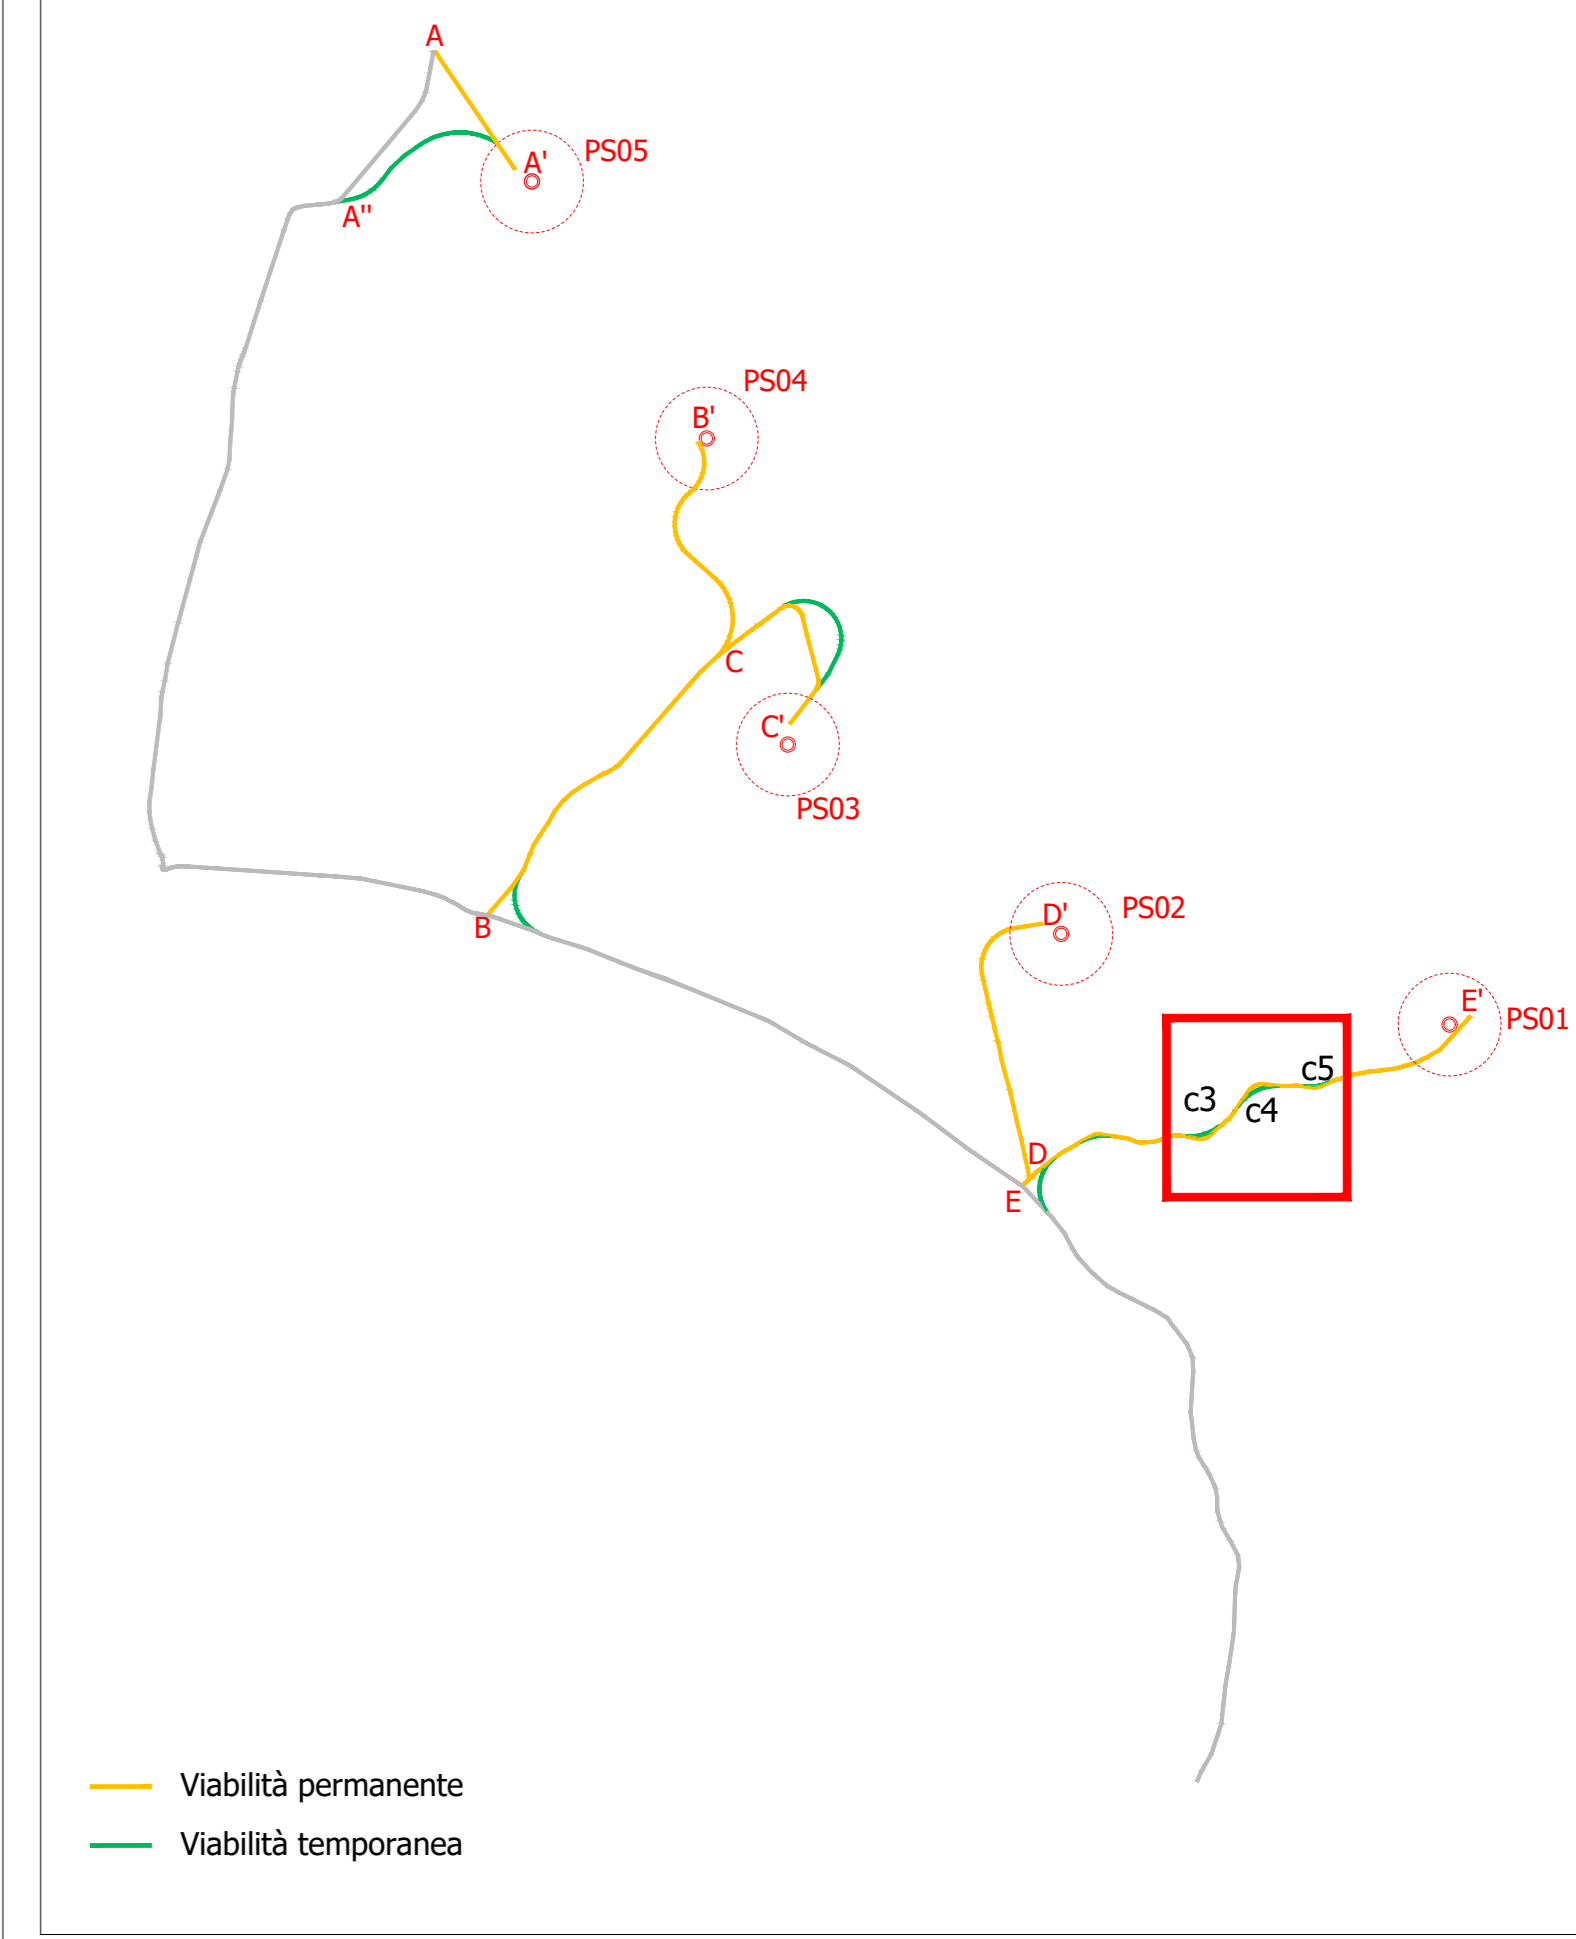 A
A'
PS05
A"
PS04
B'
C
C'
PS03
B
D'
PS02
E'
PS01
c5
c3
c4
D
E
Viabilità permanente
Viabilità temporanea